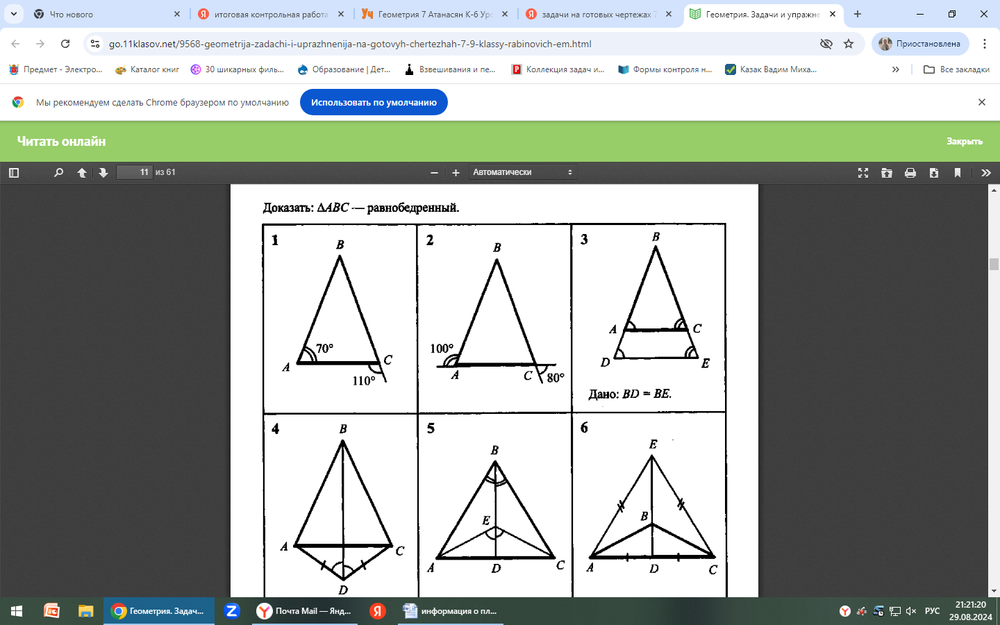 Что нового
итоговая контрольная работа
Геометрия 7 Атанасян К-6 Уро
задачи на готовых чертежах 7
Геометрия. Задачи и упражне
go.11klasov.net/9568-geometrija-zadachi-i-uprazhnenija-na-gotovyh-chertezhah-7-9-klassy-rabinovich-em.html
Приостановлена
Предмет - Электро...
Каталог книг
30 шикарных филь...
Образование | Дет...
Взвешивания и пе...
Коллекция задач и...
Формы контроля н...
Казак Вадим Миха...
Все закладки
Мы рекомендуем сделать Chrome браузером по умолчанию
Использовать по умолчанию
Читать онлайн
Закрыть
11 из 61
Автоматически
Доказать: ΔABC — равнобедренный.
1
B
70°
A
C
110°
2
B
100°
A
C
80°
3
B
A
C
D
E
Дано: BD = BE.
4
B
A
C
D
5
B
E
A
D
C
6
E
B
A
D
C
Геометрия. Задач...
Почта Mail — Янд...
информация о пл...
РУС
21:21:20
29.08.2024